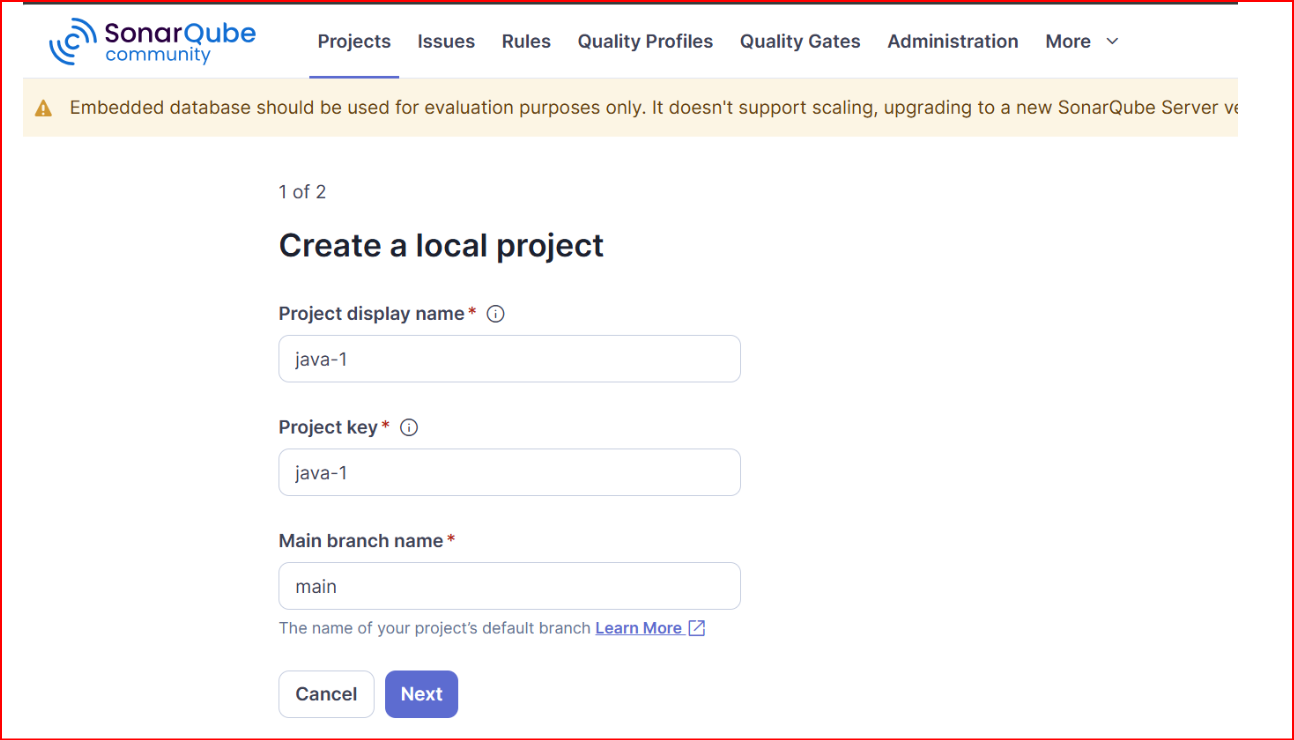 SonarQube
community
Projects Issues Rules Quality Profiles Quality Gates Administration More
Embedded database should be used for evaluation purposes only. It doesn't support scaling, upgrading to a new SonarQube Server
1 of 2
Create a local project
Project display name*
java-1
Project key*
java-1
Main branch name*
main
The name of your project's default branch Learn More
Cancel Next